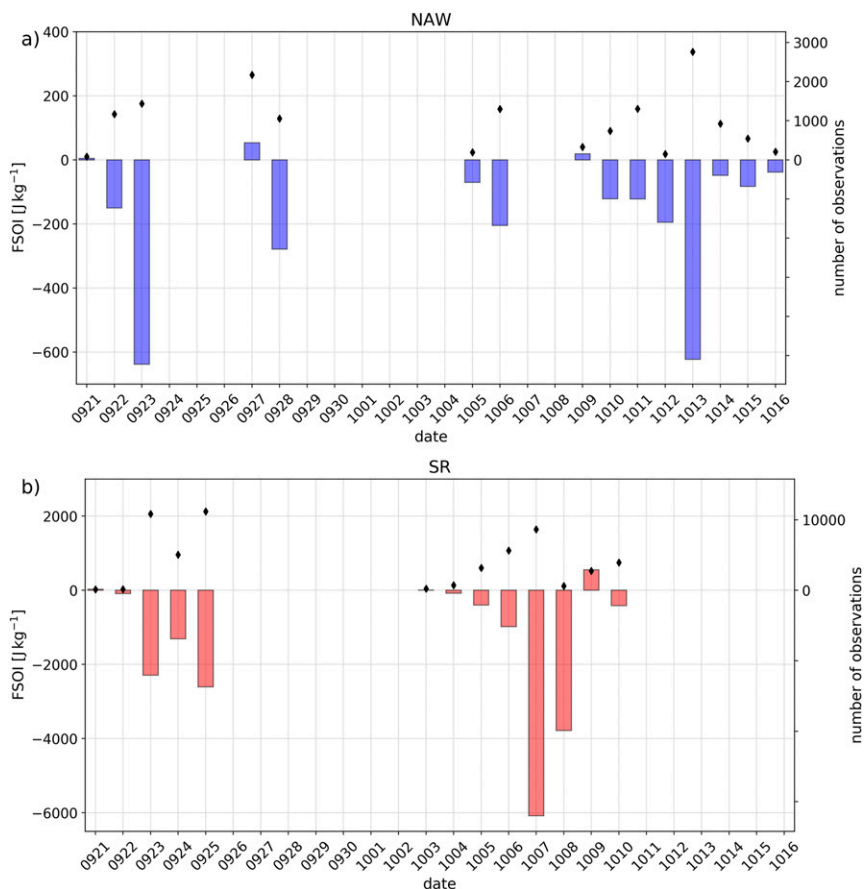 NAW
a)
400
200
0
−200
−400
−600
FSOI [J kg⁻¹]
3000
2000
1000
0
number of observations
0921 0922 0923 0924 0925 0926 0927 0928 0929 0930 1001 1002 1003 1004 1005 1006 1007 1008 1009 1010 1011 1012 1013 1014 1015 1016
date
SR
b)
2000
0
−2000
−4000
−6000
FSOI [J kg⁻¹]
10000
0
number of observations
0921 0922 0923 0924 0925 0926 0927 0928 0929 0930 1001 1002 1003 1004 1005 1006 1007 1008 1009 1010 1011 1012 1013 1014 1015 1016
date